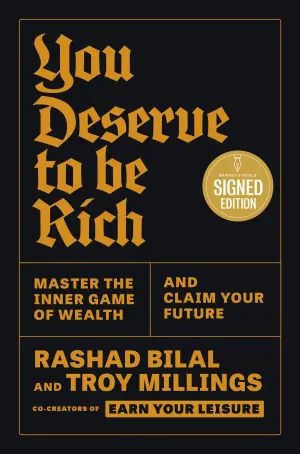 You
Deserve
to be
Rich
BARNES & NOBLE
SIGNED
EDITION
MASTER THE
INNER GAME
OF WEALTH
AND
CLAIM YOUR
FUTURE
RASHAD BILAL
AND TROY MILLINGS
CO-CREATORS OF EARN YOUR LEISURE